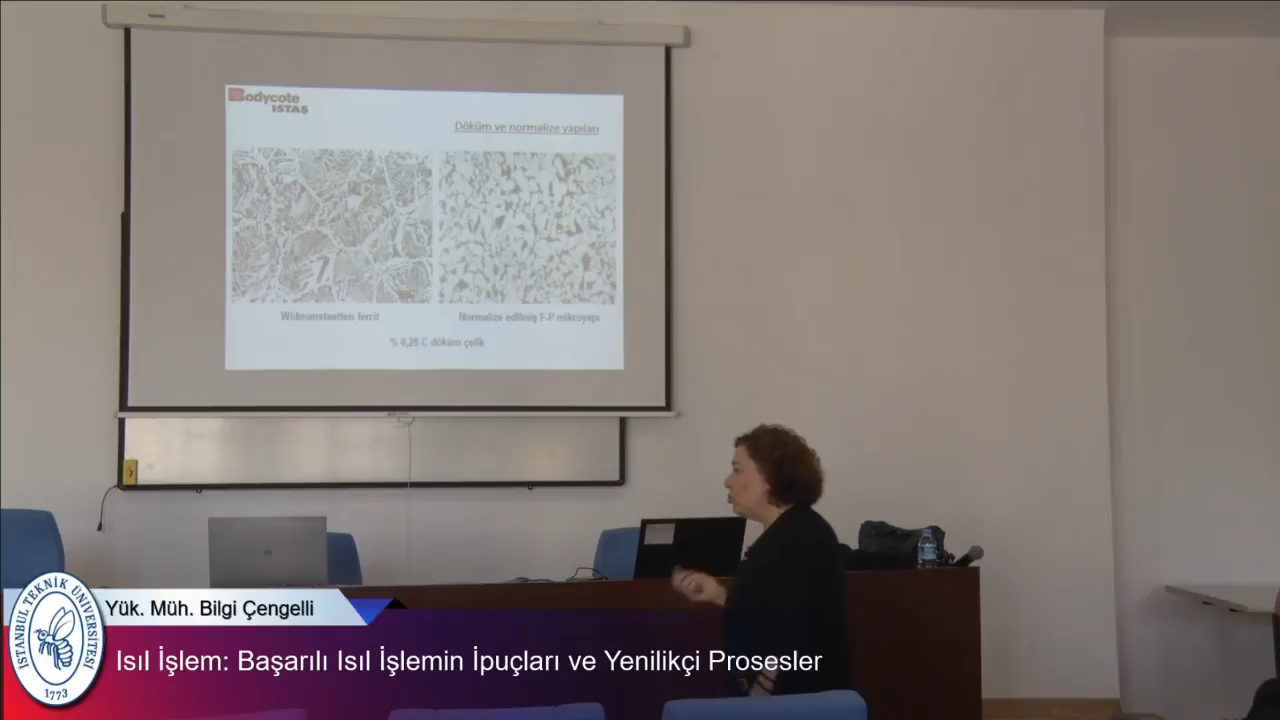 Bodycote
ISTAŞ
Döküm ve normalize yapıları
Widmanstaetten ferrit
Normalize edilmiş F-P mikroyapı
% 0,28 C döküm çelik
İSTANBUL TEKNİK ÜNİVERSİTESİ
1773
Yük. Müh. Bilgi Çengelli
Isıl İşlem: Başarılı Isıl İşlemin İpuçları ve Yenilikçi Prosesler